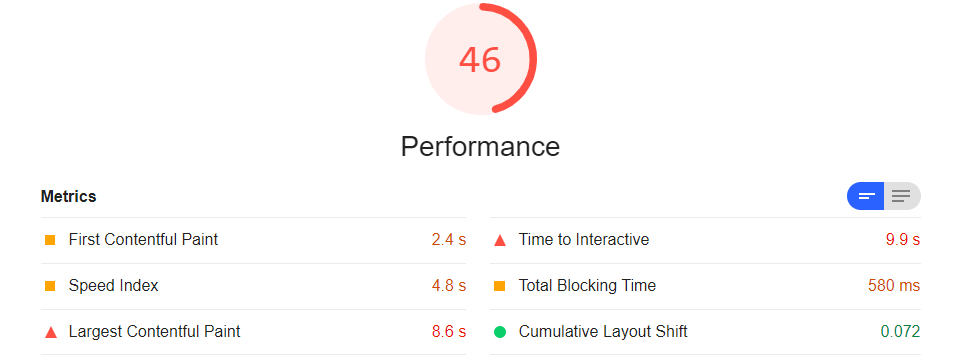 46
Performance
Metrics
First Contentful Paint 2.4 s
Time to Interactive 9.9 s
Speed Index 4.8 s
Total Blocking Time 580 ms
Largest Contentful Paint 8.6 s
Cumulative Layout Shift 0.072